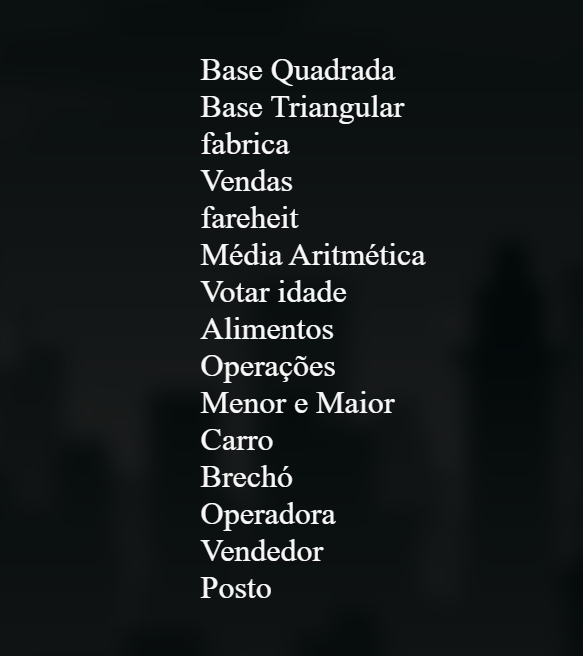 Base Quadrada
Base Triangular
fabrica
Vendas
fareheit
Média Aritmética
Votar idade
Alimentos
Operações
Menor e Maior
Carro
Brechó
Operadora
Vendedor
Posto